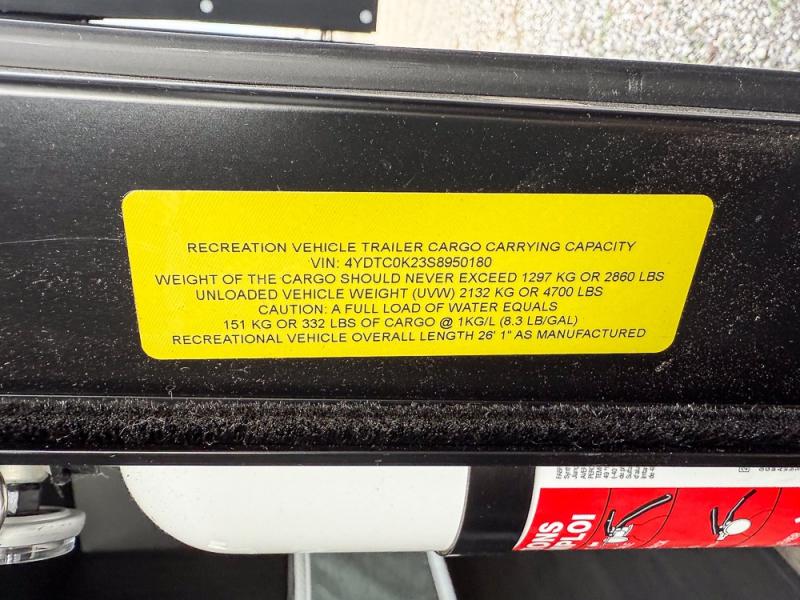 RECREATION VEHICLE TRAILER CARGO CARRYING CAPACITY
VIN: 4YDTC0K23S8950180
WEIGHT OF THE CARGO SHOULD NEVER EXCEED 1297 KG OR 2860 LBS
UNLOADED VEHICLE WEIGHT (UVW) 2132 KG OR 4700 LBS
CAUTION: A FULL LOAD OF WATER EQUALS
151 KG OR 332 LBS OF CARGO @ 1KG/L (8.3 LB/GAL)
RECREATIONAL VEHICLE OVERALL LENGTH 26' 1" AS MANUFACTURED